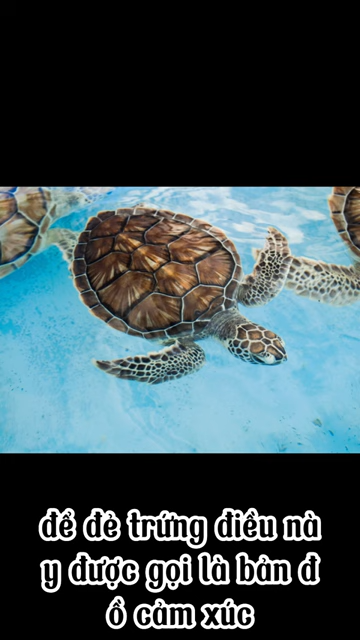 để đẻ trứng điều nà
y được gọi là bản đ
ồ cảm xúc